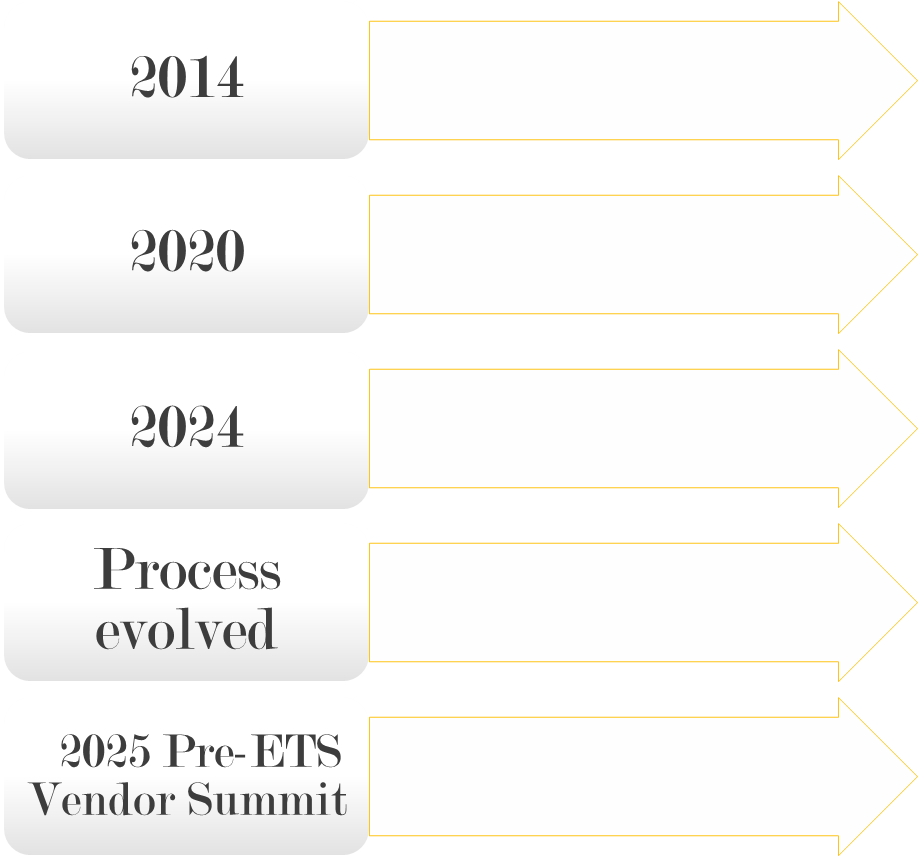 2014
2020
2024
Process
evolved
2025 Pre-ETS
Vendor Summit